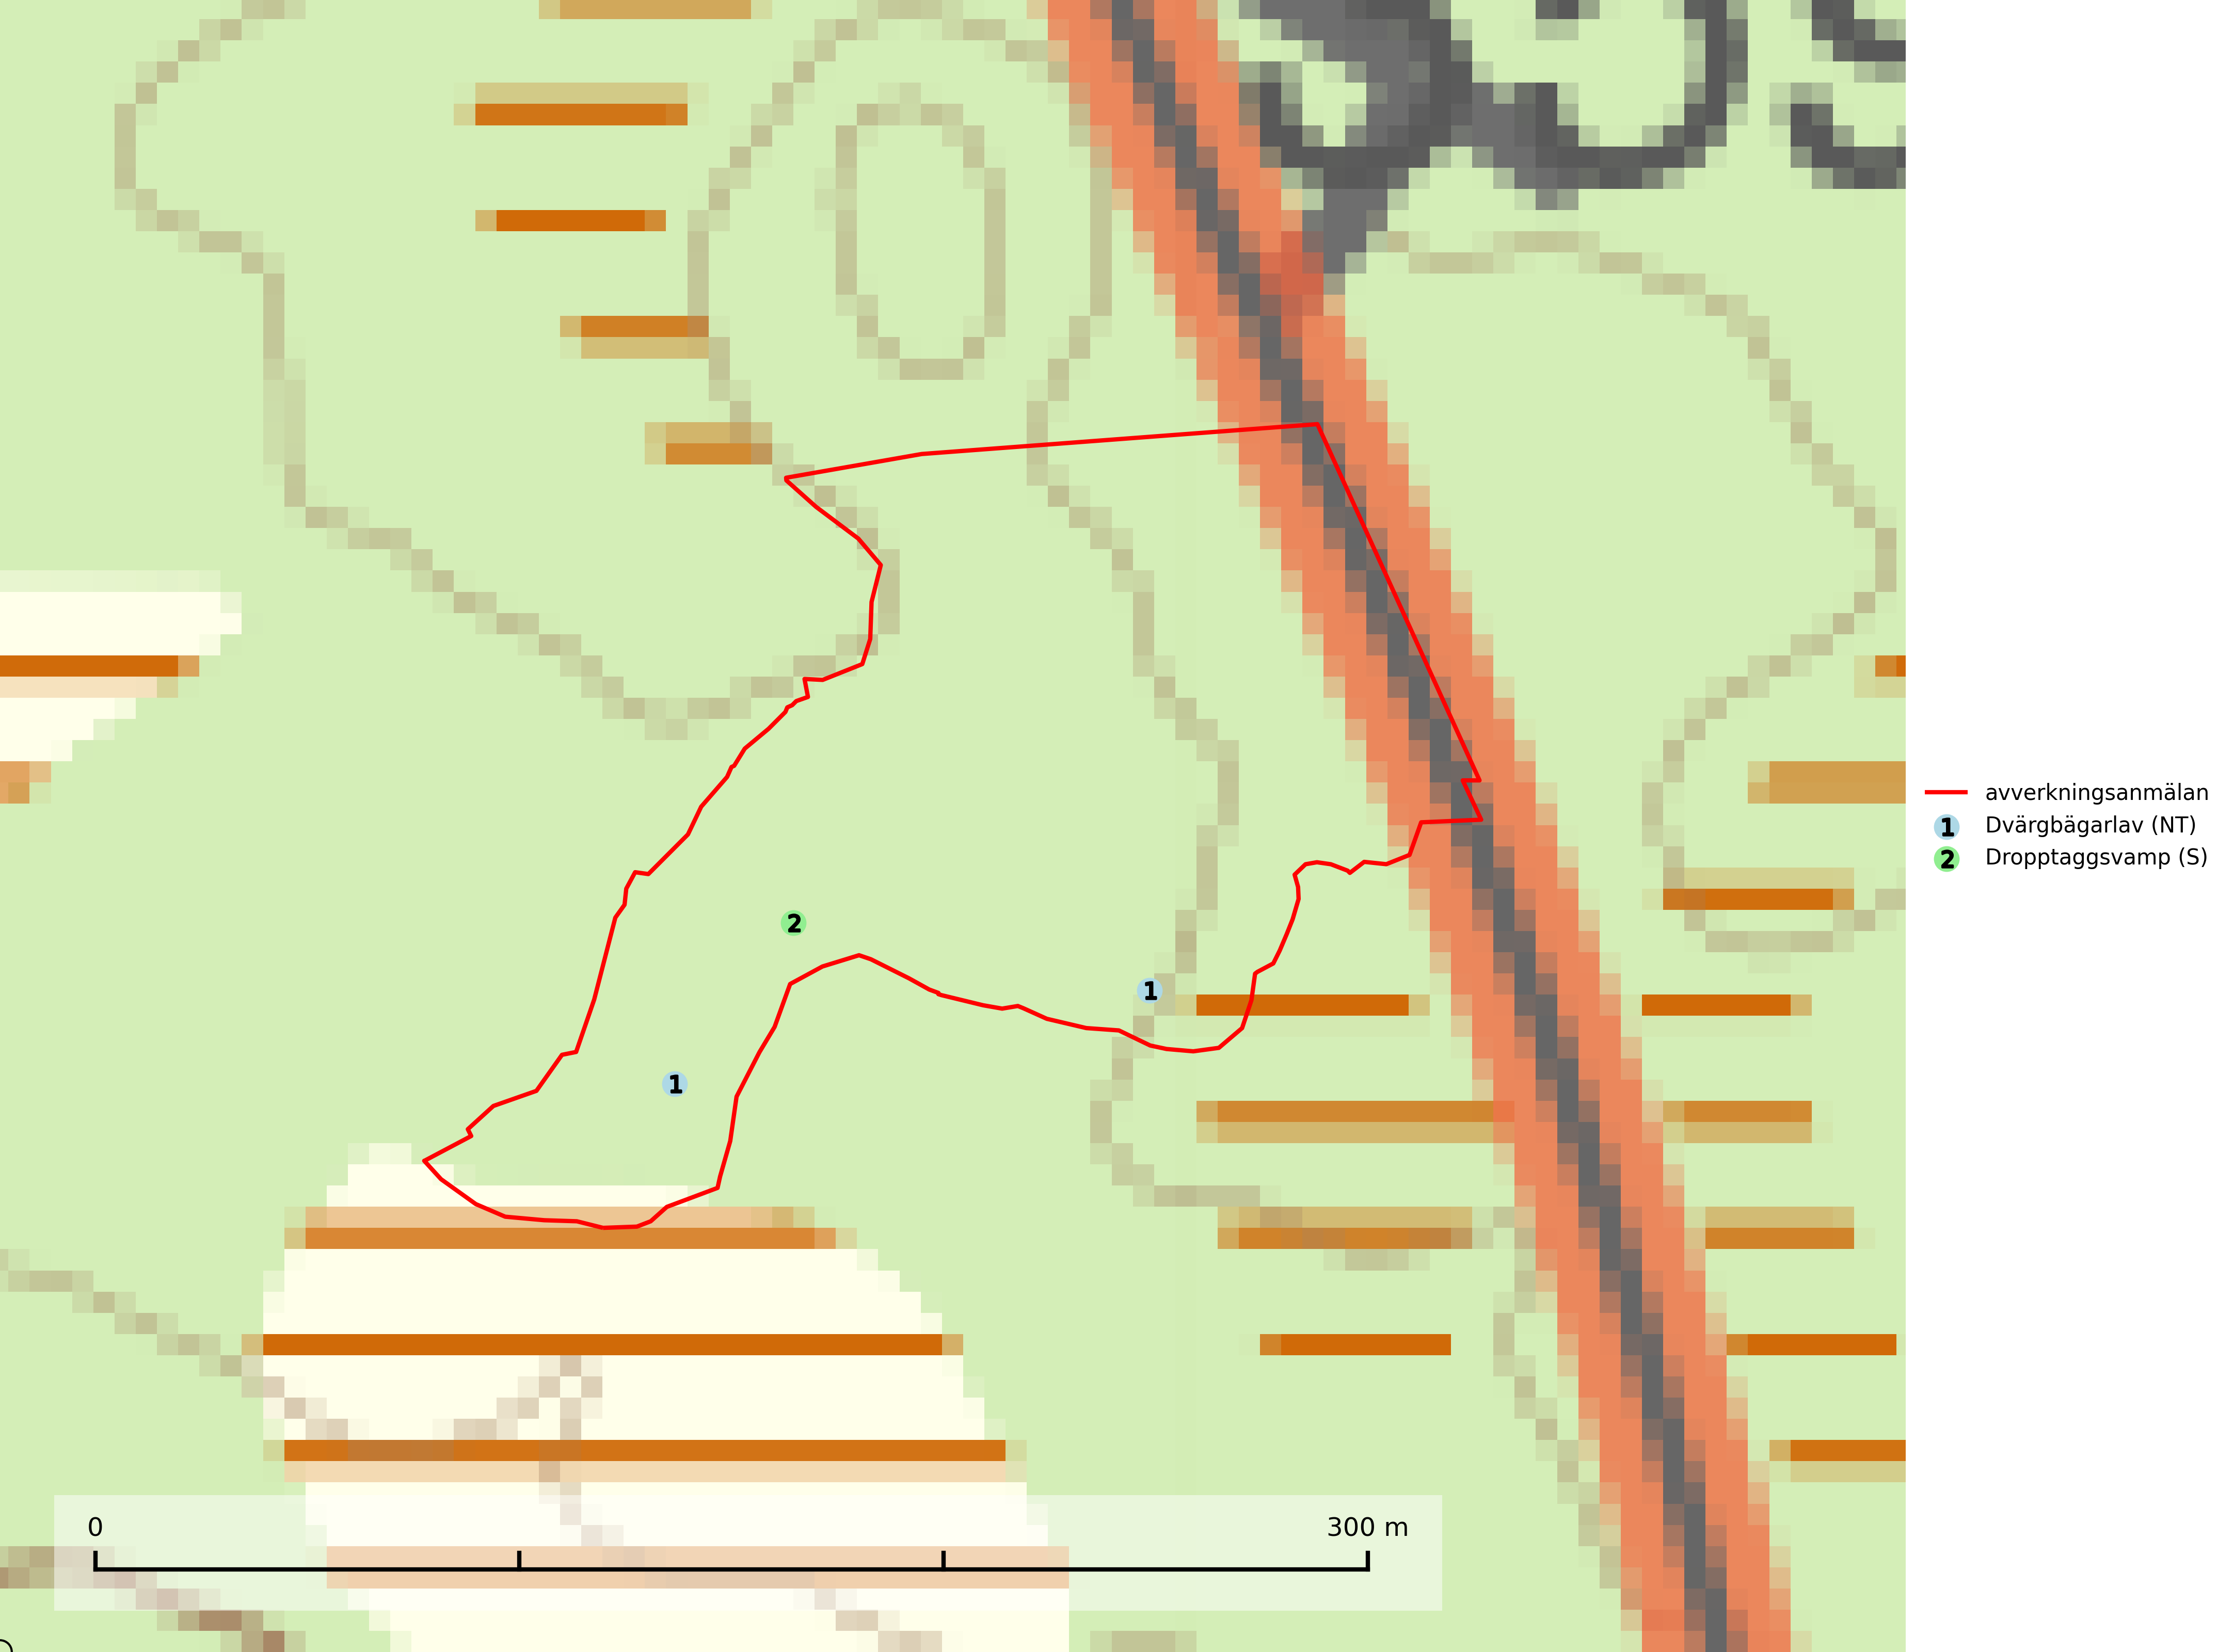 avverkningsanmälan
1 Dvärgbägarlav (NT)
2 Dropptaggsvamp (S)
2
1
1
0 300 m